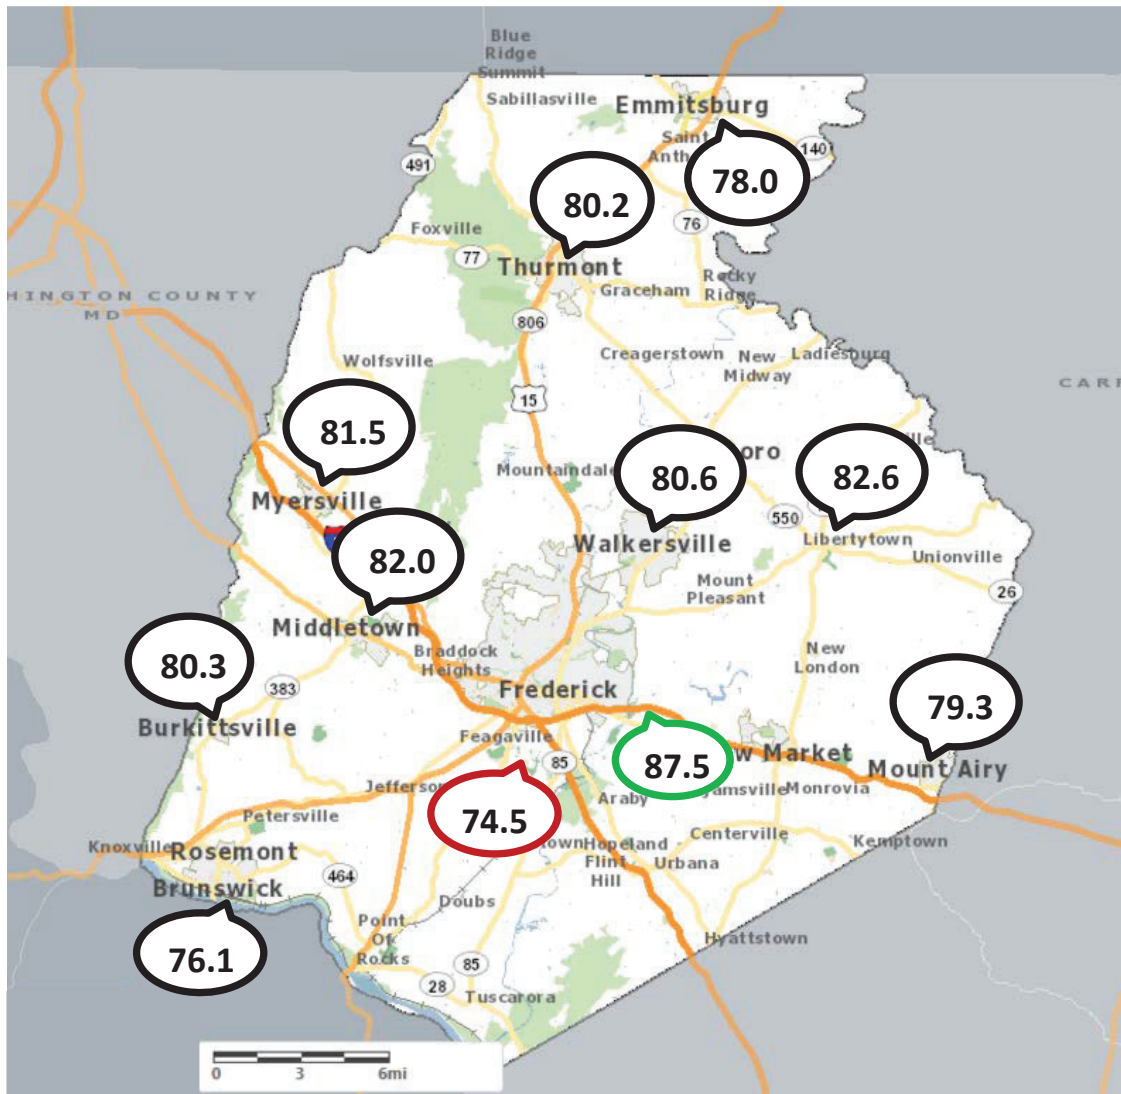 Blue
Ridge
Summit
Sabillasville
Emmitsburg
Saint
Anth
140
491
78.0
80.2
76
Foxville
77
Thurmont
Rocky
Ridge
Graceham
HINGTON COUNTY
MD
806
Creagerstown
New
Midway
Ladiesburg
Wolfsville
CARR
15
81.5
oro
ville
Mountaindale
80.6
82.6
Myersville
550
Libertytown
Walkersville
Unionville
82.0
Mount
Pleasant
26
Middletown
Braddock
Heights
New
London
80.3
383
Frederick
79.3
Burkittsville
Feagaville
85
87.5
w Market
Mount Airy
Jefferso
amsville
Monrovia
Araby
74.5
Petersville
Centerville
Kemptown
Knoxville
Rosemont
own
Hopeland
Flint
Hill
Urbana
464
Brunswick
Doubs
Point
Of
Rocks
Hyattstown
76.1
85
28
Tuscarora
0 3 6mi